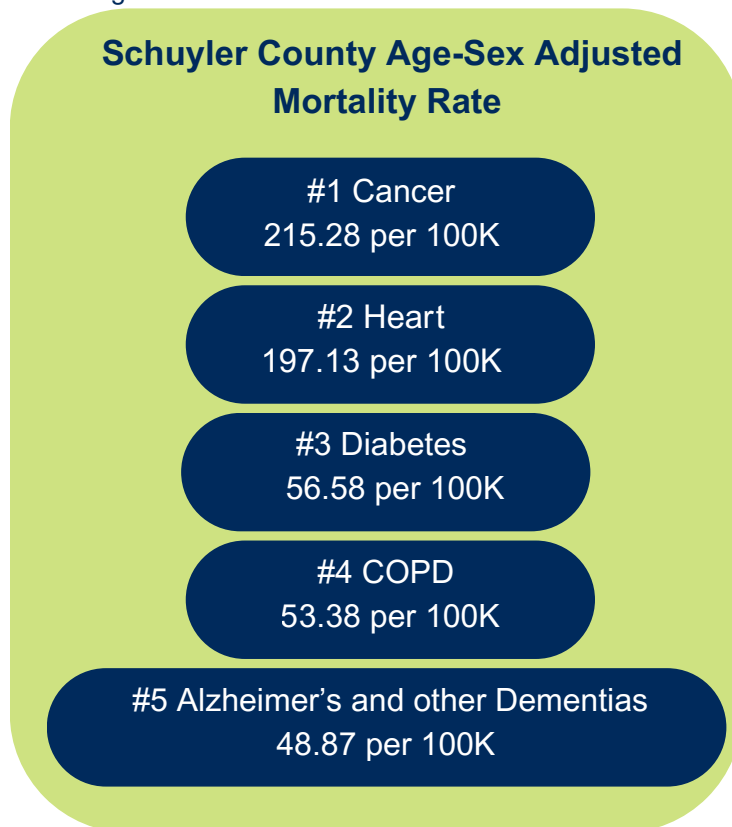 Schuyler County Age-Sex Adjusted
Mortality Rate
#1 Cancer
215.28 per 100K
#2 Heart
197.13 per 100K
#3 Diabetes
56.58 per 100K
#4 COPD
53.38 per 100K
#5 Alzheimer’s and other Dementias
48.87 per 100K